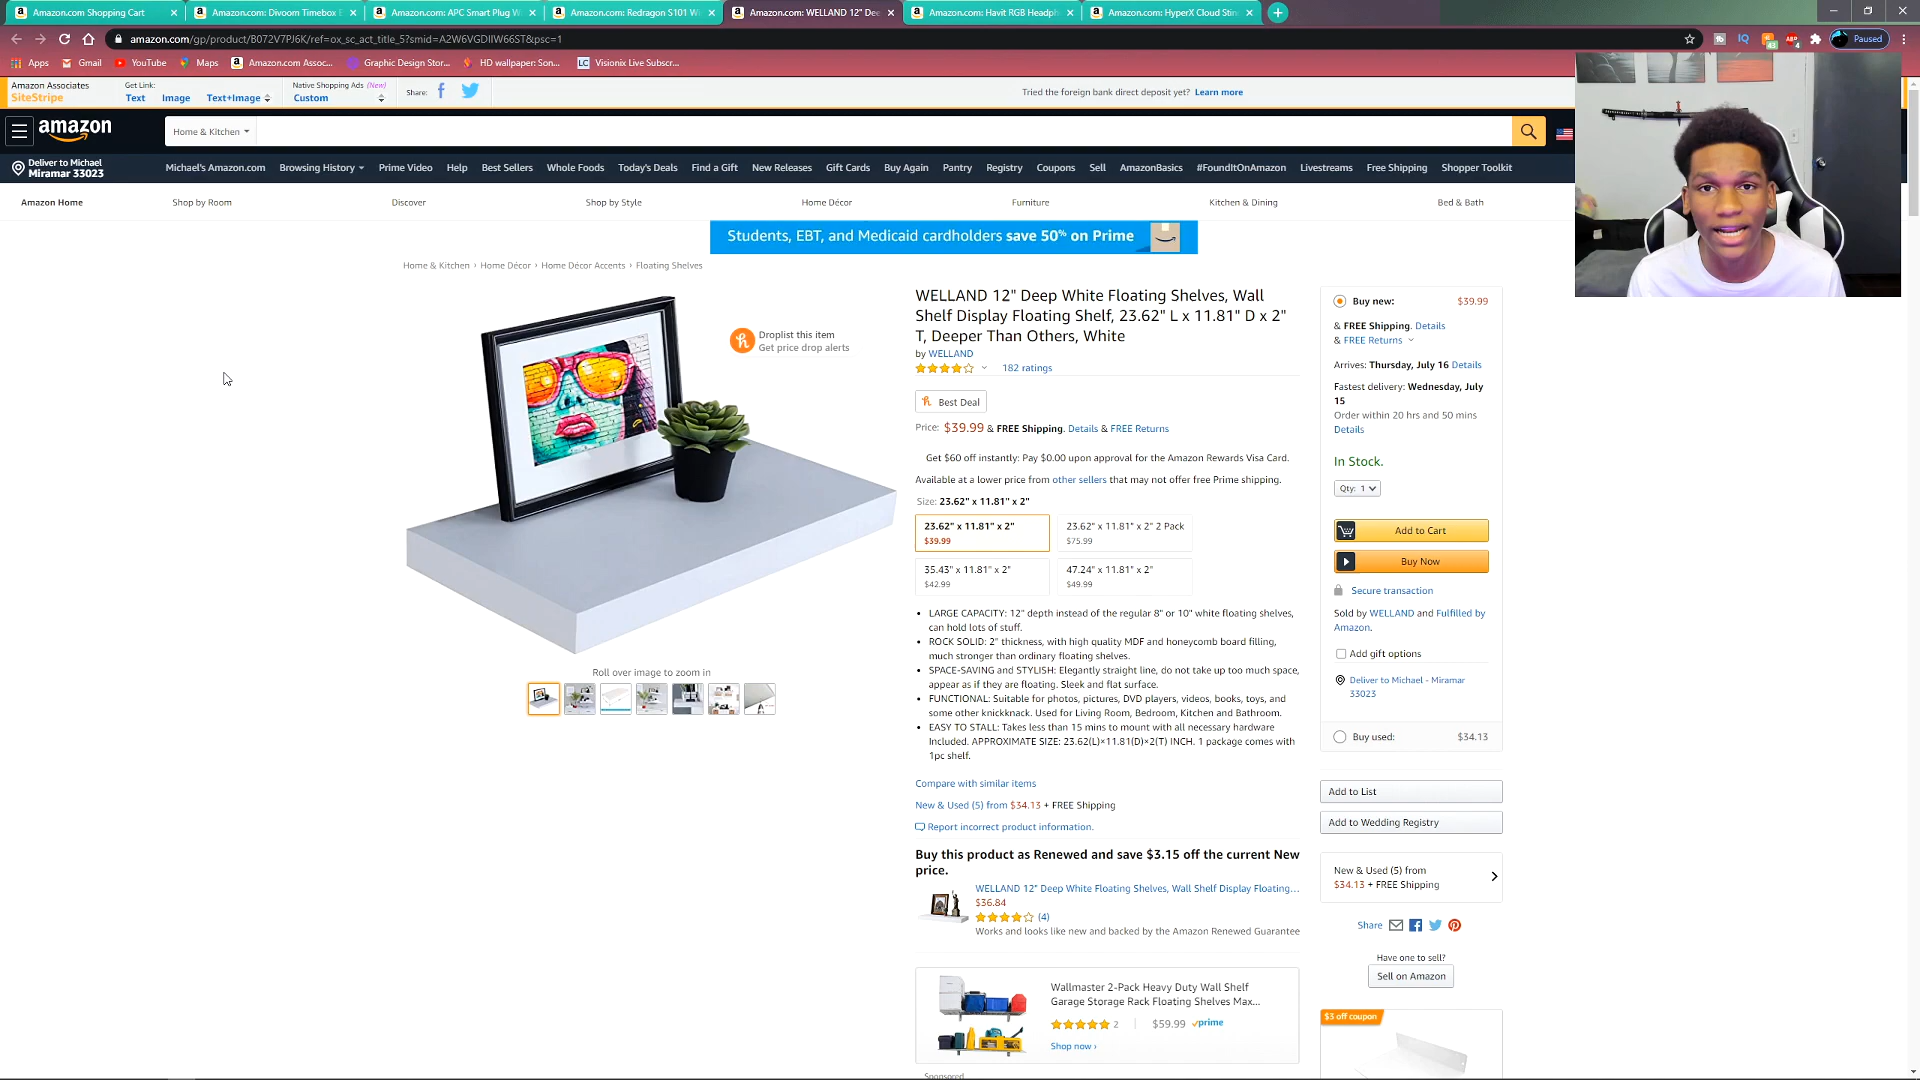 Amazon.com Shopping Cart
Amazon.com: Divoom Timebox E
Amazon.com: APC Smart Plug W
Amazon.com: Redragon S101 Wi
Amazon.com: WELLAND 12" Dee
Amazon.com: Havit RGB Headph
Amazon.com: HyperX Cloud Stin
amazon.com/gp/product/B072V7PJ6K/ref=ox_sc_act_title_5?smid=A2W6VGDIIW66ST&psc=1
Paused
Apps
Gmail
YouTube
Maps
Amazon.com Assoc...
Graphic Design Stor...
HD wallpaper: Son...
Visionix Live Subscr...
Amazon Associates
SiteStripe
Get Link:
Text
Image
Text+Image
Native Shopping Ads (New)
Custom
Share:
Tried the foreign bank direct deposit yet? Learn more
amazon
Home & Kitchen
Deliver to Michael
Miramar 33023
Michael's Amazon.com
Browsing History
Prime Video
Help
Best Sellers
Whole Foods
Today's Deals
Find a Gift
New Releases
Gift Cards
Buy Again
Pantry
Registry
Coupons
Sell
AmazonBasics
#FoundItOnAmazon
Livestreams
Free Shipping
Shopper Toolkit
Amazon Home
Shop by Room
Discover
Shop by Style
Home Décor
Furniture
Kitchen & Dining
Bed & Bath
Students, EBT, and Medicaid cardholders save 50% on Prime
Home & Kitchen › Home Décor › Home Décor Accents › Floating Shelves
Droplist this item
Get price drop alerts
Roll over image to zoom in
WELLAND 12" Deep White Floating Shelves, Wall
Shelf Display Floating Shelf, 23.62" L x 11.81" D x 2"
T, Deeper Than Others, White
by WELLAND
182 ratings
Best Deal
Price: $39.99 & FREE Shipping. Details & FREE Returns
Get $60 off instantly: Pay $0.00 upon approval for the Amazon Rewards Visa Card.
Available at a lower price from other sellers that may not offer free Prime shipping.
Size: 23.62" x 11.81" x 2"
23.62" x 11.81" x 2"
$39.99
23.62" x 11.81" x 2" 2 Pack
$75.99
35.43" x 11.81" x 2"
$42.99
47.24" x 11.81" x 2"
$49.99
• LARGE CAPACITY: 12" depth instead of the regular 8" or 10" white floating shelves,
can hold lots of stuff.
• ROCK SOLID: 2" thickness, with high quality MDF and honeycomb board filling,
much stronger than ordinary floating shelves.
• SPACE-SAVING and STYLISH: Elegantly straight line, do not take up too much space,
appear as if they are floating. Sleek and flat surface.
• FUNCTIONAL: Suitable for photos, pictures, DVD players, videos, books, toys, and
some other knickknack. Used for Living Room, Bedroom, Kitchen and Bathroom.
• EASY TO STALL: Takes less than 15 mins to mount with all necessary hardware
Included. APPROXIMATE SIZE: 23.62(L)×11.81(D)×2(T) INCH. 1 package comes with
1pc shelf.
Compare with similar items
New & Used (5) from $34.13 + FREE Shipping
Report incorrect product information.
Buy this product as Renewed and save $3.15 off the current New
price.
WELLAND 12" Deep White Floating Shelves, Wall Shelf Display Floating...
$36.84
(4)
Works and looks like new and backed by the Amazon Renewed Guarantee
Wallmaster 2-Pack Heavy Duty Wall Shelf
Garage Storage Rack Floating Shelves Max...
2
$59.99 prime
Shop now ›
Sponsored
Buy new: $39.99
& FREE Shipping. Details
& FREE Returns
Arrives: Thursday, July 16 Details
Fastest delivery: Wednesday, July
15
Order within 20 hrs and 50 mins
Details
In Stock.
Qty: 1
Add to Cart
Buy Now
Secure transaction
Sold by WELLAND and Fulfilled by
Amazon.
Add gift options
Deliver to Michael - Miramar
33023
Buy used: $34.13
Add to List
Add to Wedding Registry
New & Used (5) from
$34.13 + FREE Shipping
Share
Have one to sell?
Sell on Amazon
$3 off coupon